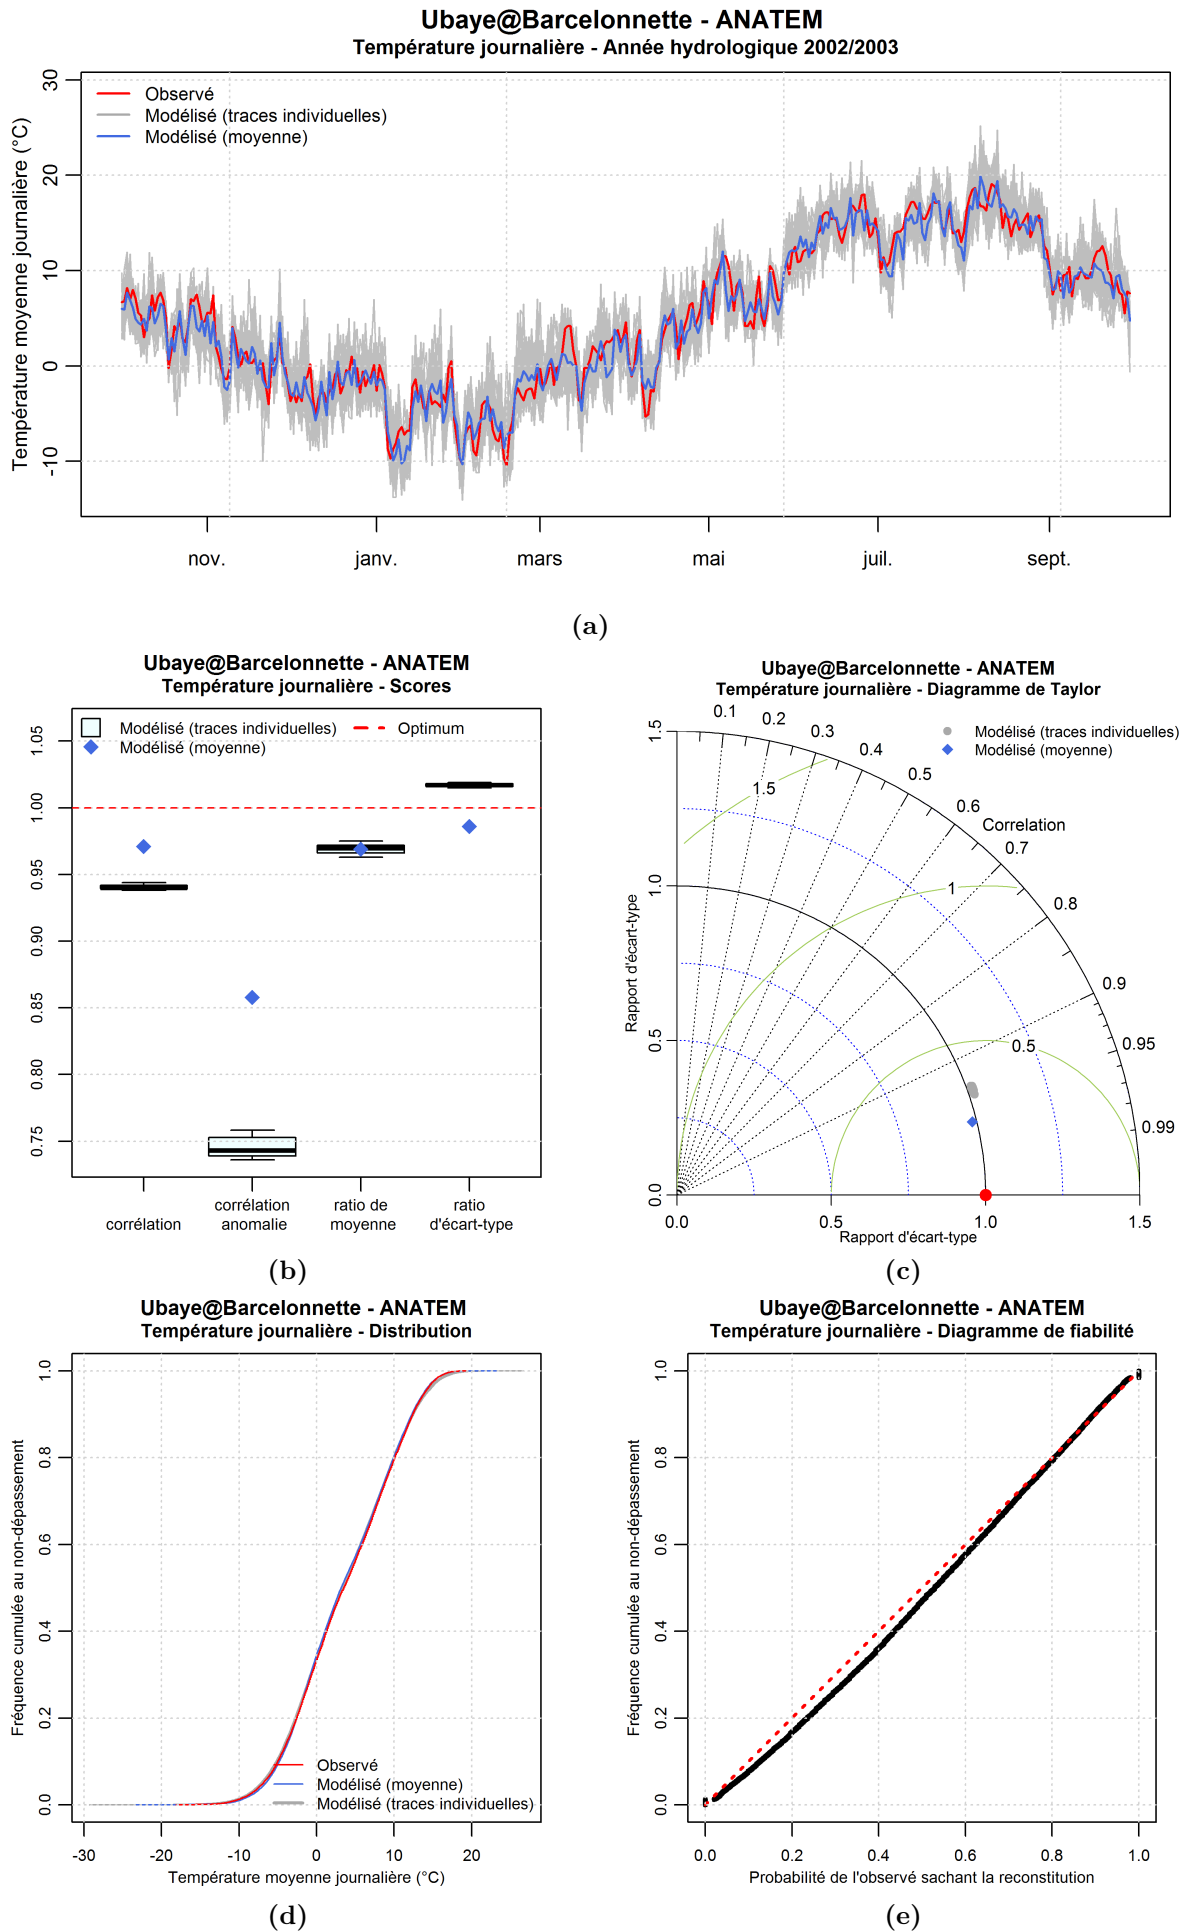 Ubaye@Barcelonnette - ANATEM
Température journalière - Année hydrologique 2002/2003
Température moyenne journalière (°C)
30
20
10
0
-10
Observé
Modélisé (traces individuelles)
Modélisé (moyenne)
nov.
janv.
mars
mai
juil.
sept.
(a)
Ubaye@Barcelonnette - ANATEM
Température journalière - Scores
Modélisé (traces individuelles)
Optimum
Modélisé (moyenne)
1.05
1.00
0.95
0.90
0.85
0.80
0.75
corrélation
corrélation
anomalie
ratio de
moyenne
ratio
d'écart-type
(b)
Ubaye@Barcelonnette - ANATEM
Température journalière - Diagramme de Taylor
Modélisé (traces individuelles)
Modélisé (moyenne)
0.1
0.2
0.3
0.4
0.5
0.6
Correlation
0.7
0.8
0.9
0.95
0.99
1.5
1
0.5
Rapport d'écart-type
1.5
1.0
0.5
0.0
0.0
0.5
1.0
1.5
Rapport d'écart-type
(c)
Ubaye@Barcelonnette - ANATEM
Température journalière - Distribution
Fréquence cumulée au non-dépassement
1.0
0.8
0.6
0.4
0.2
0.0
Observé
Modélisé (moyenne)
Modélisé (traces individuelles)
-30
-20
-10
0
10
20
Température moyenne journalière (°C)
(d)
Ubaye@Barcelonnette - ANATEM
Température journalière - Diagramme de fiabilité
Fréquence cumulée au non-dépassement
1.0
0.8
0.6
0.4
0.2
0.0
0.0
0.2
0.4
0.6
0.8
1.0
Probabilité de l'observé sachant la reconstitution
(e)